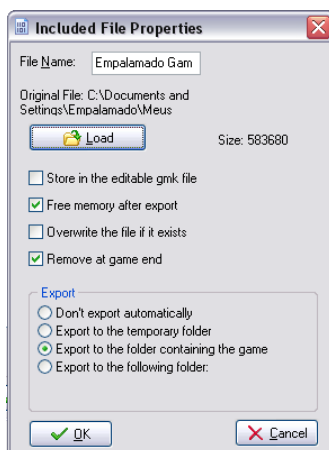 Included File Properties
File Name: Empalamado Gam
Original File: C:\Documents and
Settings\Empalamado\Meus
Load Size: 583680
Store in the editable gmk file
Free memory after export
Overwrite the file if it exists
Remove at game end
Export
Don't export automatically
Export to the temporary folder
Export to the folder containing the game
Export to the following folder:
OK Cancel